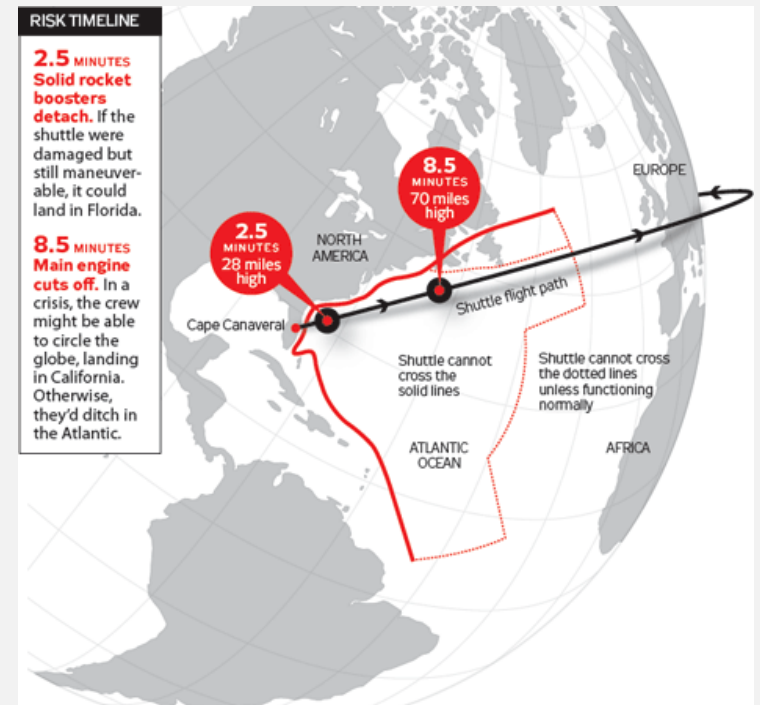 RISK TIMELINE
2.5 MINUTES
Solid rocket
boosters
detach. If the
shuttle were
damaged but
still maneuver-
able, it could
land in Florida.
8.5 MINUTES
Main engine
cuts off. In a
crisis, the crew
might be able
to circle the
globe, landing
in California.
Otherwise,
they'd ditch in
the Atlantic.
8.5
MINUTES
70 miles
high
EUROPE
2.5
MINUTES
28 miles
high
NORTH
AMERICA
Cape Canaveral
Shuttle flight path
Shuttle cannot
cross the
solid lines
Shuttle cannot cross
the dotted lines
unless functioning
normally
ATLANTIC
OCEAN
AFRICA